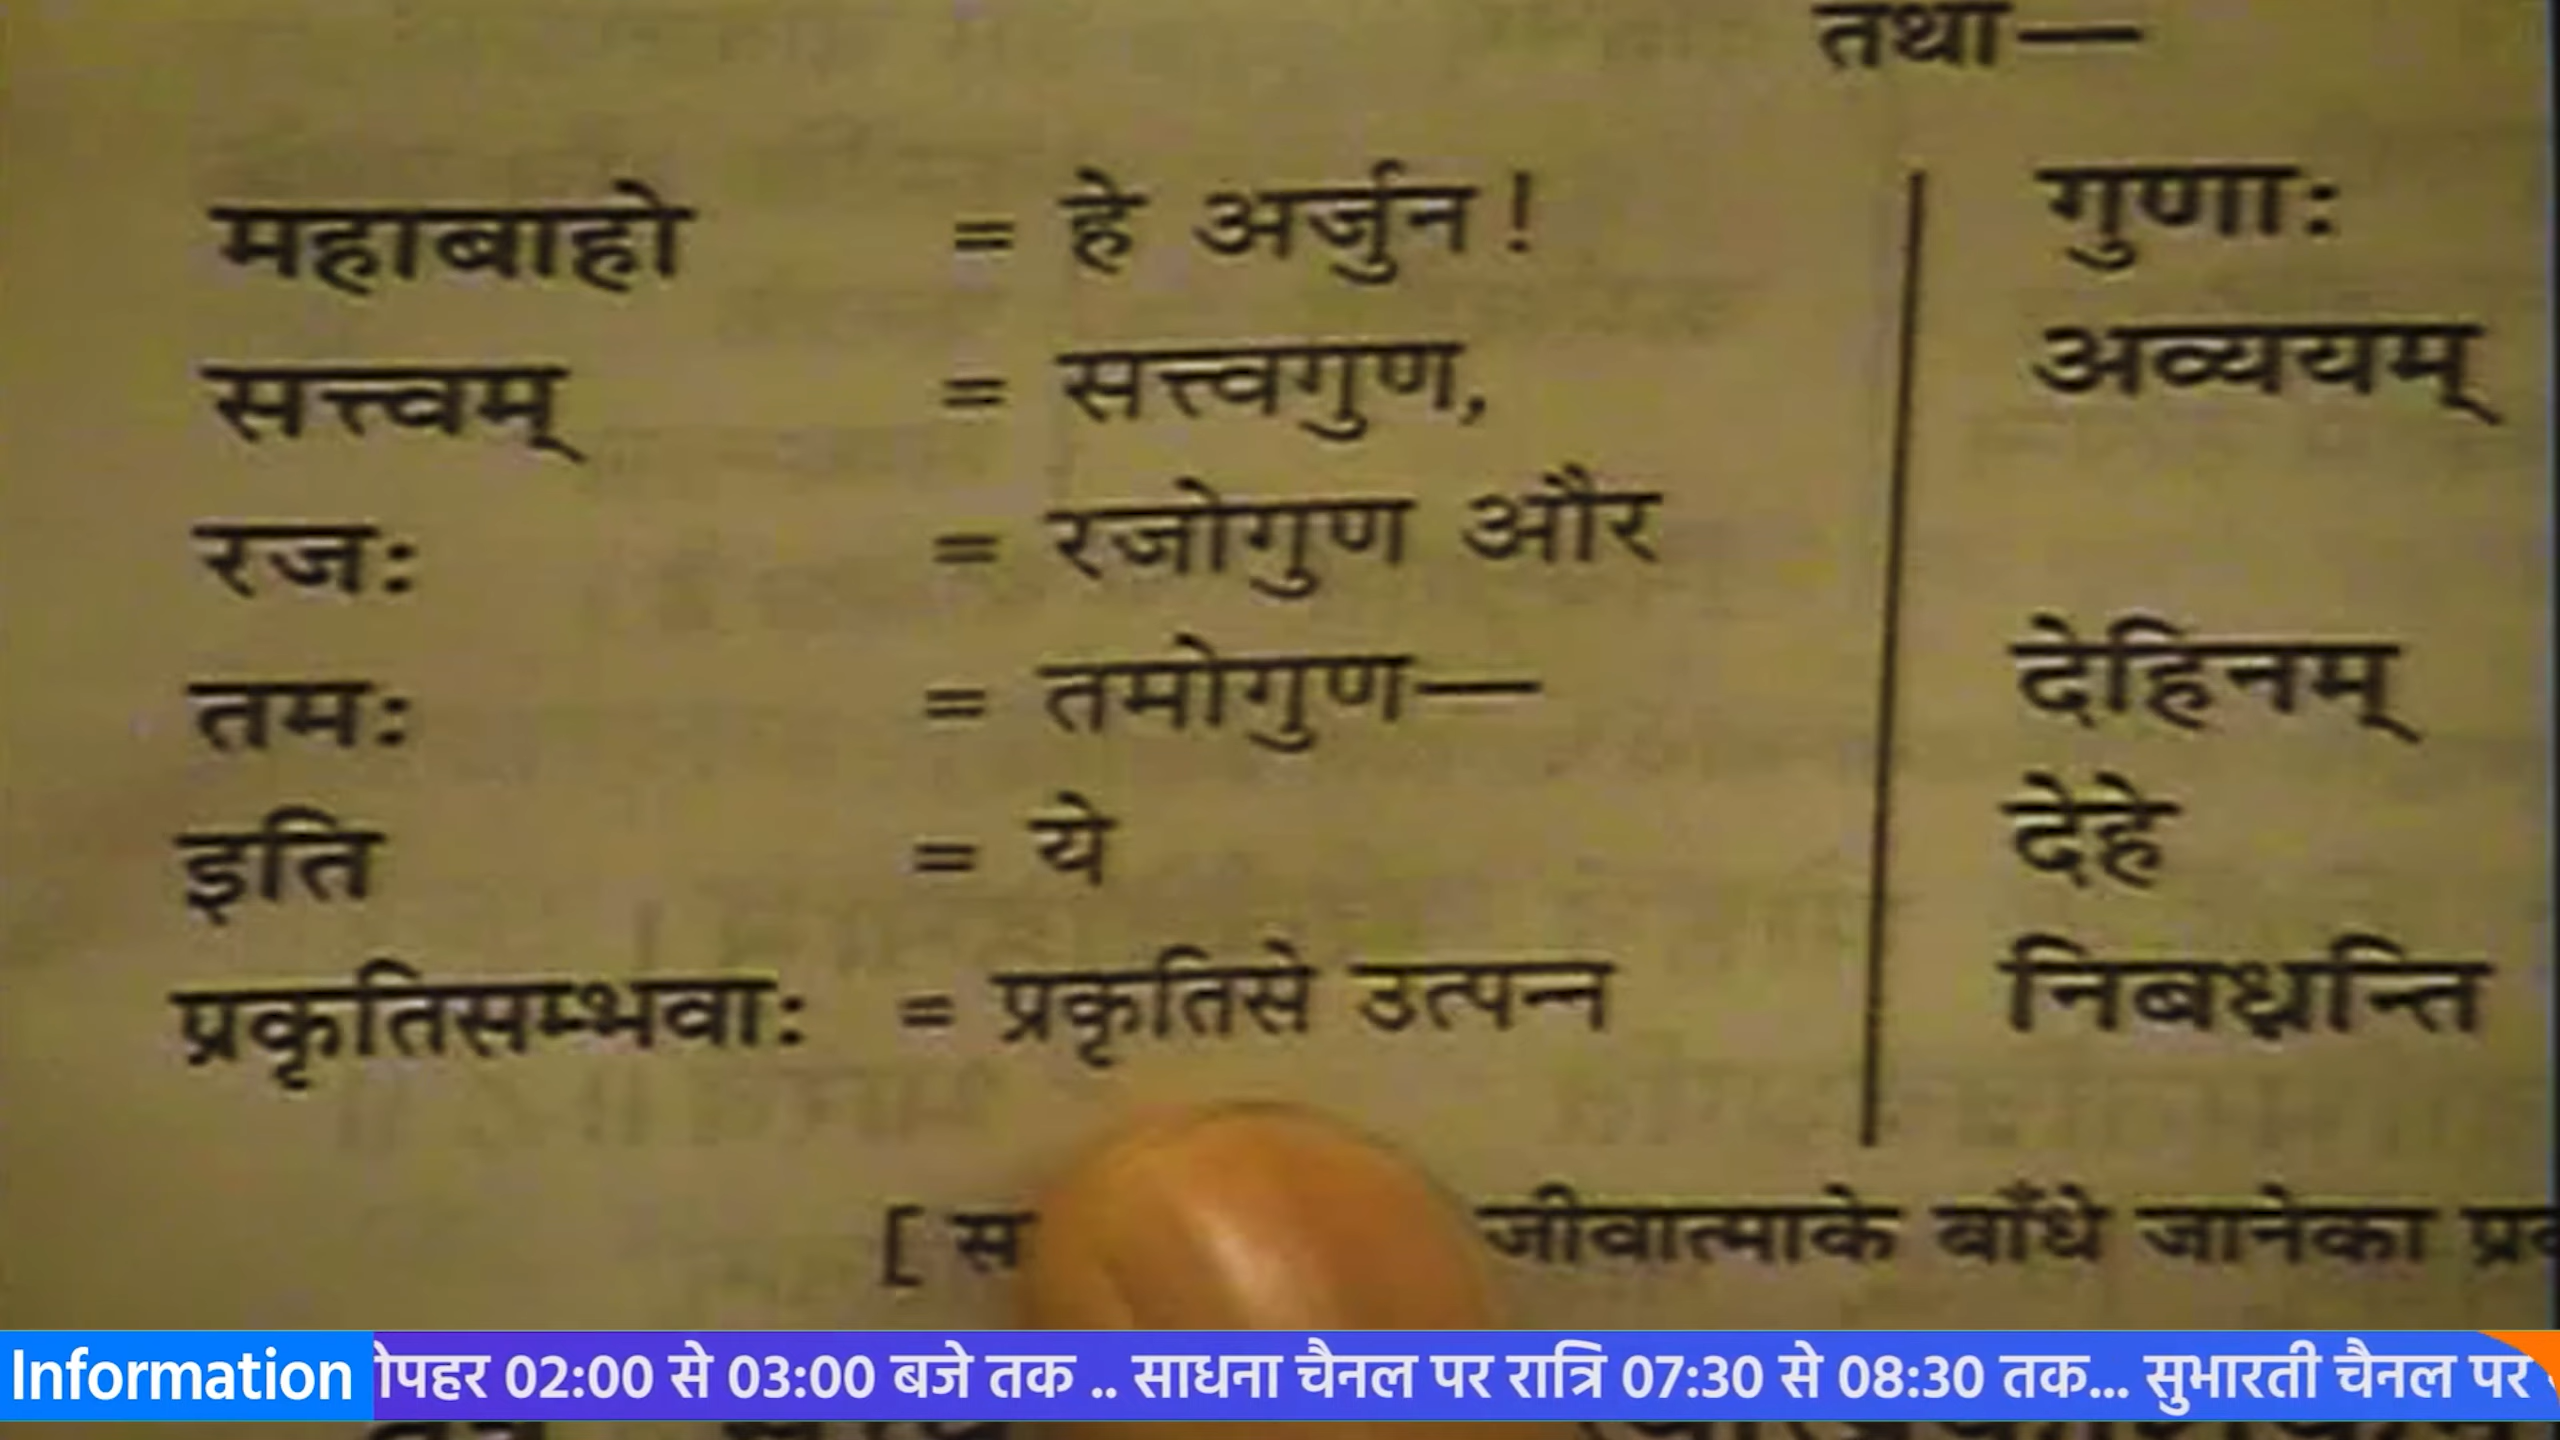 तथा—
महाबाहो = हे अर्जुन!
सत्त्वम् = सत्त्वगुण,
रजः = रजोगुण और
तमः = तमोगुण—
इति = ये
प्रकृतिसम्भवाः = प्रकृतिसे उत्पन्न
गुणाः
अव्ययम्
देहिनम्
देहे
निबध्नन्ति
[ स जीवात्माके बाँधे जानेका
Information ोपहर 02:00 से 03:00 बजे तक .. साधना चैनल पर रात्रि 07:30 से 08:30 तक... सुभारती चैनल पर